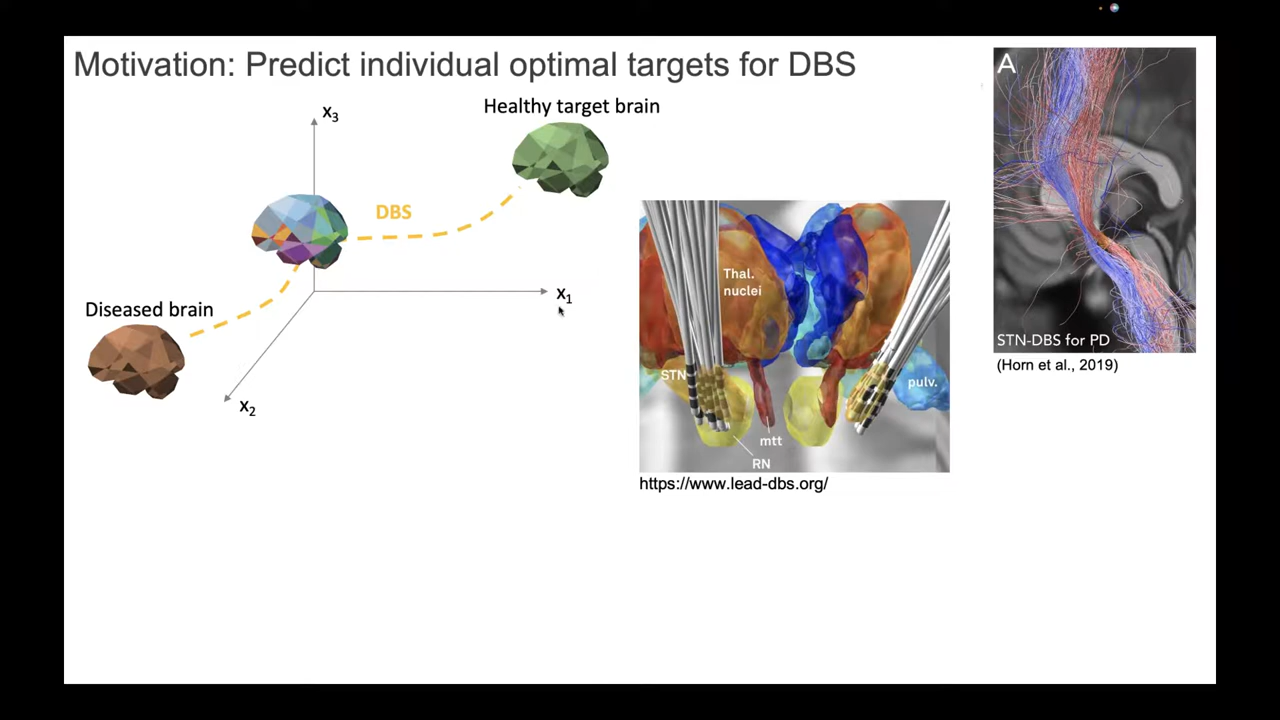 Motivation: Predict individual optimal targets for DBS
x3
Healthy target brain
DBS
x1
Diseased brain
x2
Thal.
nuclei
STN
pulv.
mtt
RN
https://www.lead-dbs.org/
A
STN-DBS for PD
(Horn et al., 2019)